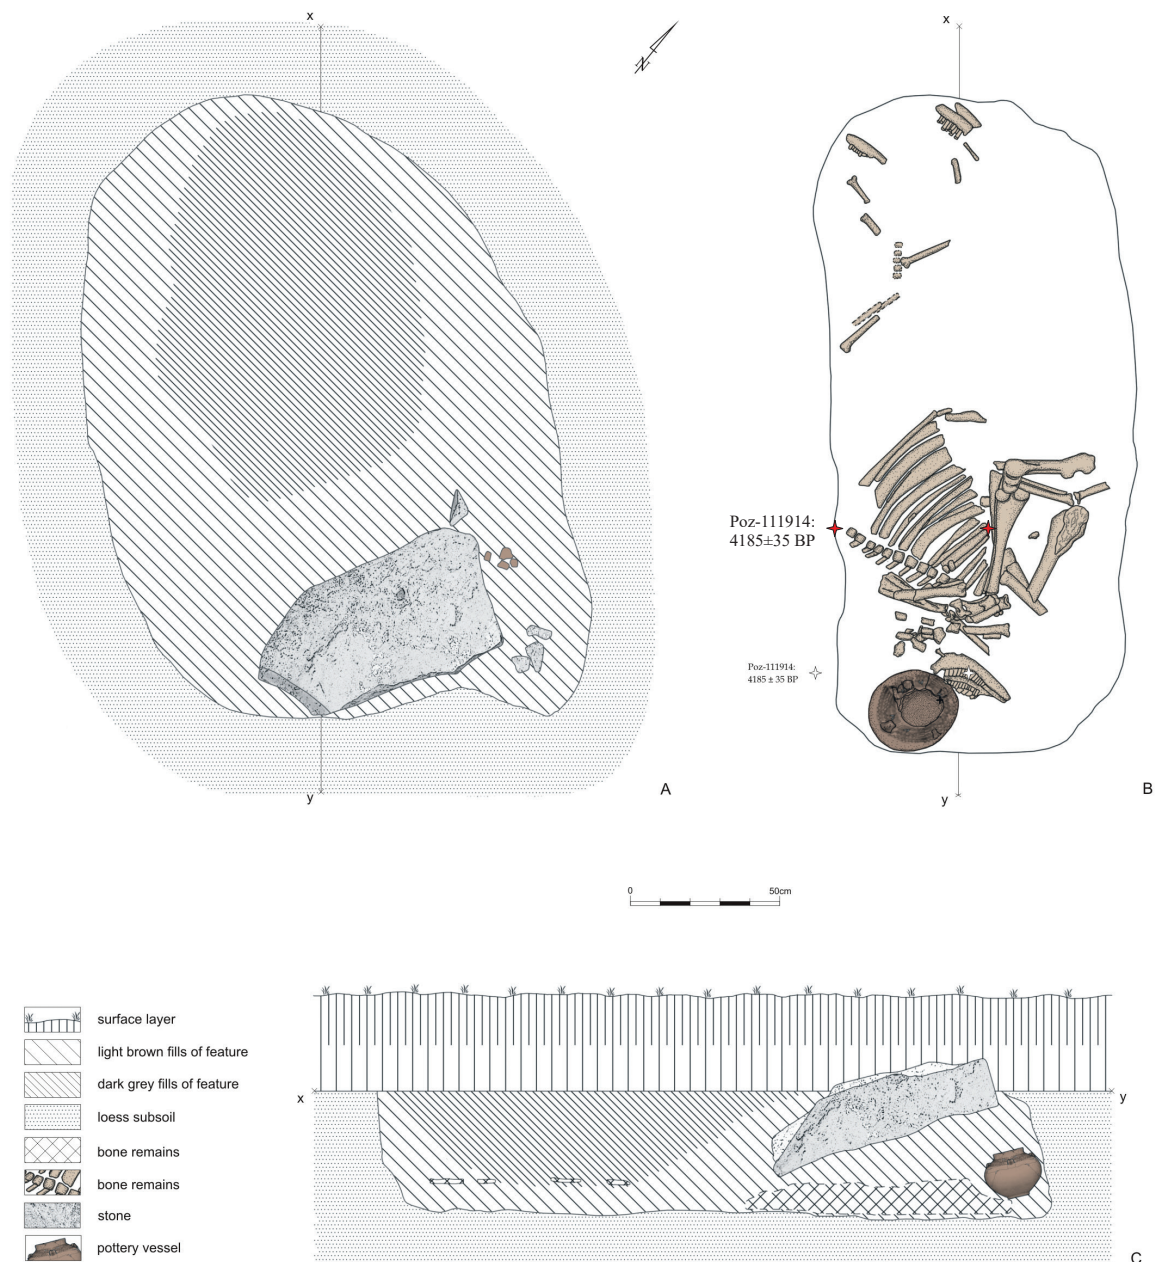 x
x
N
Poz-111914:
4185±35 BP
Poz-111914:
4185 ± 35 BP
y
A
y
B
0
50cm
surface layer
light brown fills of feature
dark grey fills of feature
loess subsoil
bone remains
bone remains
stone
pottery vessel
x
y
C